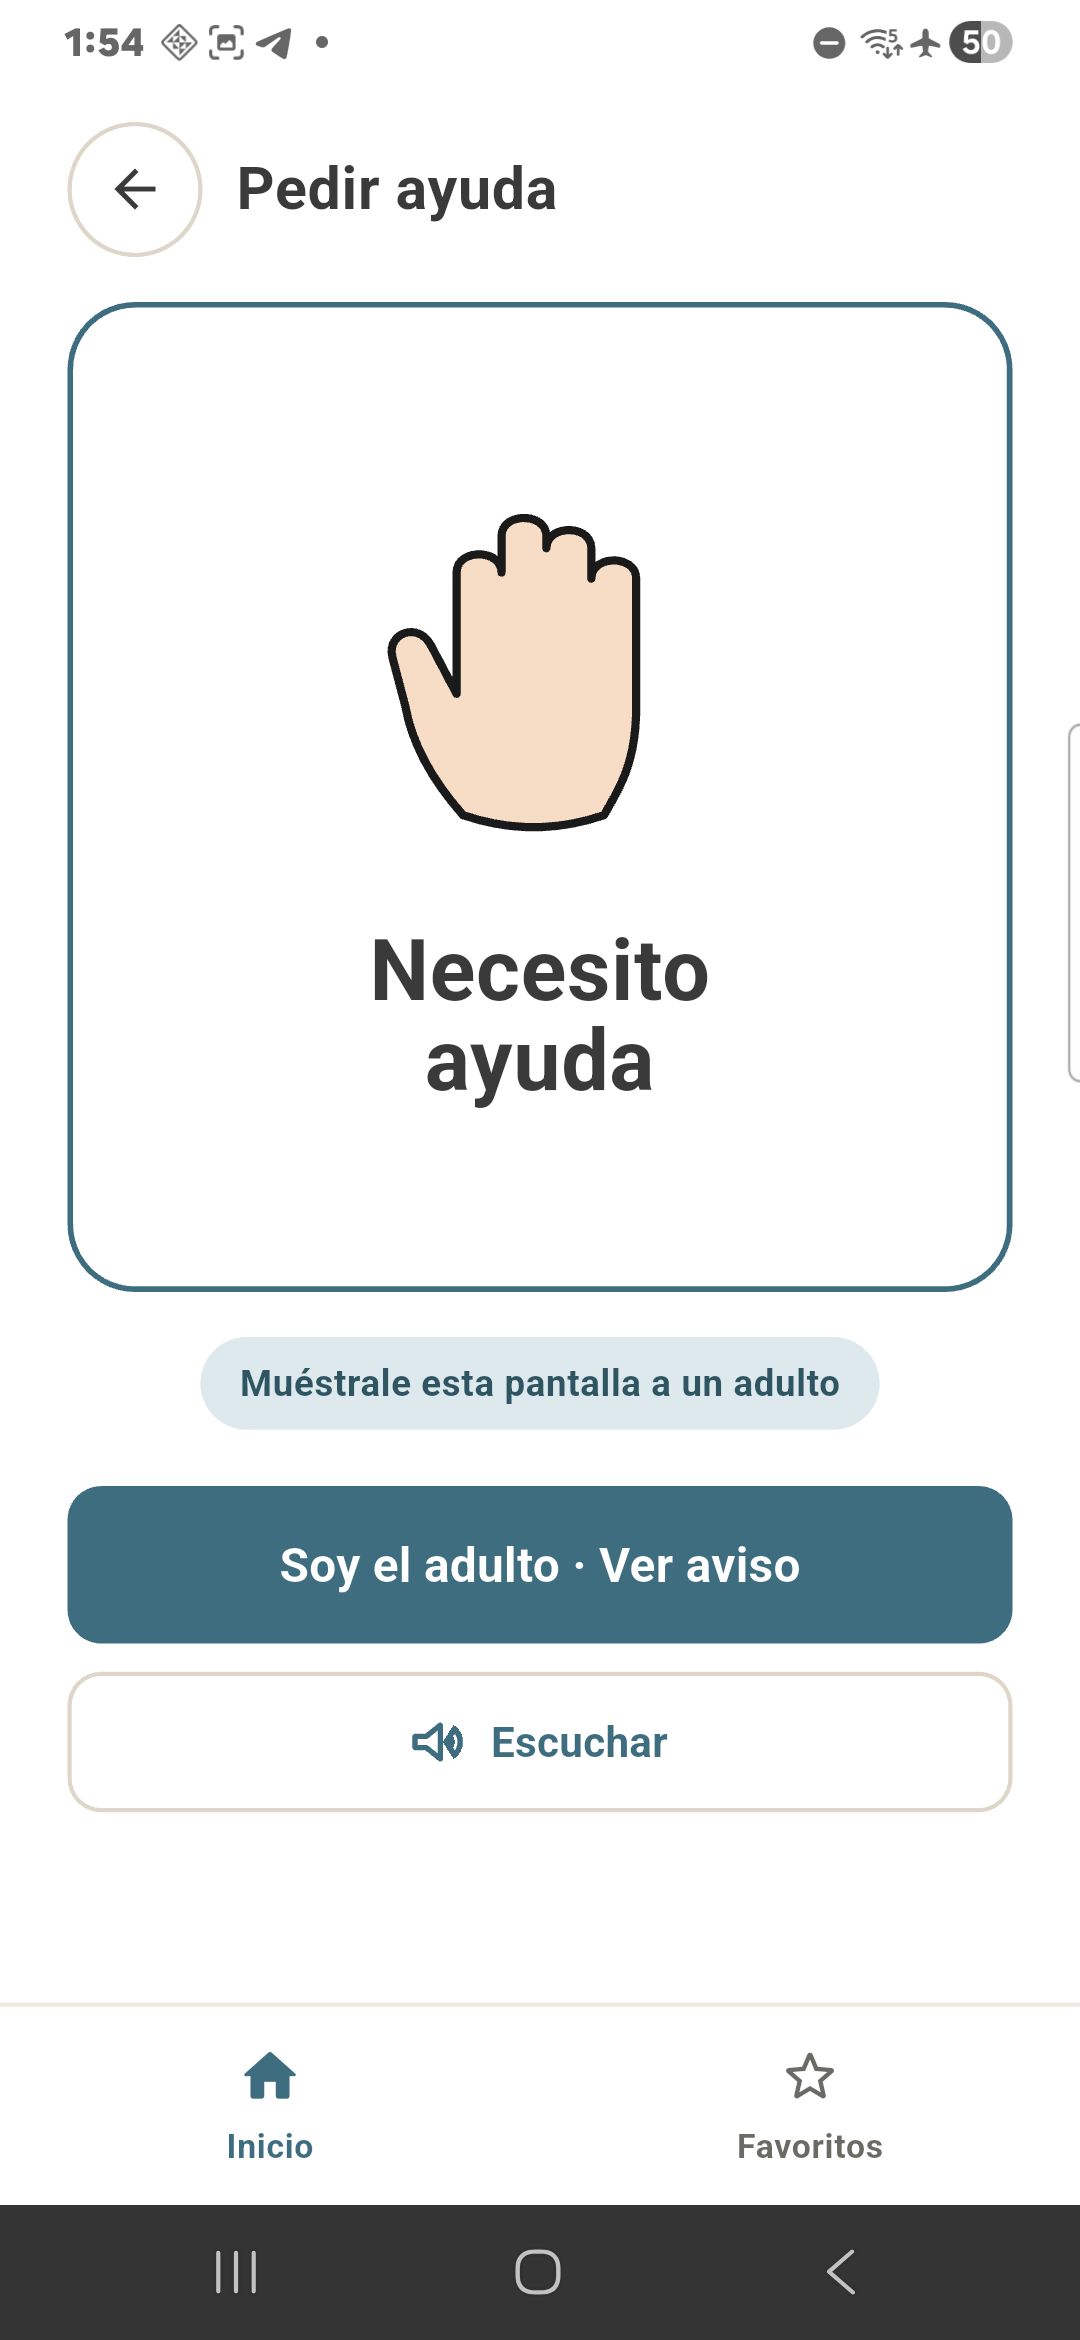 1:54
5
50
Pedir ayuda
Necesito
ayuda
Muéstrale esta pantalla a un adulto
Soy el adulto · Ver aviso
Escuchar
Inicio
Favoritos